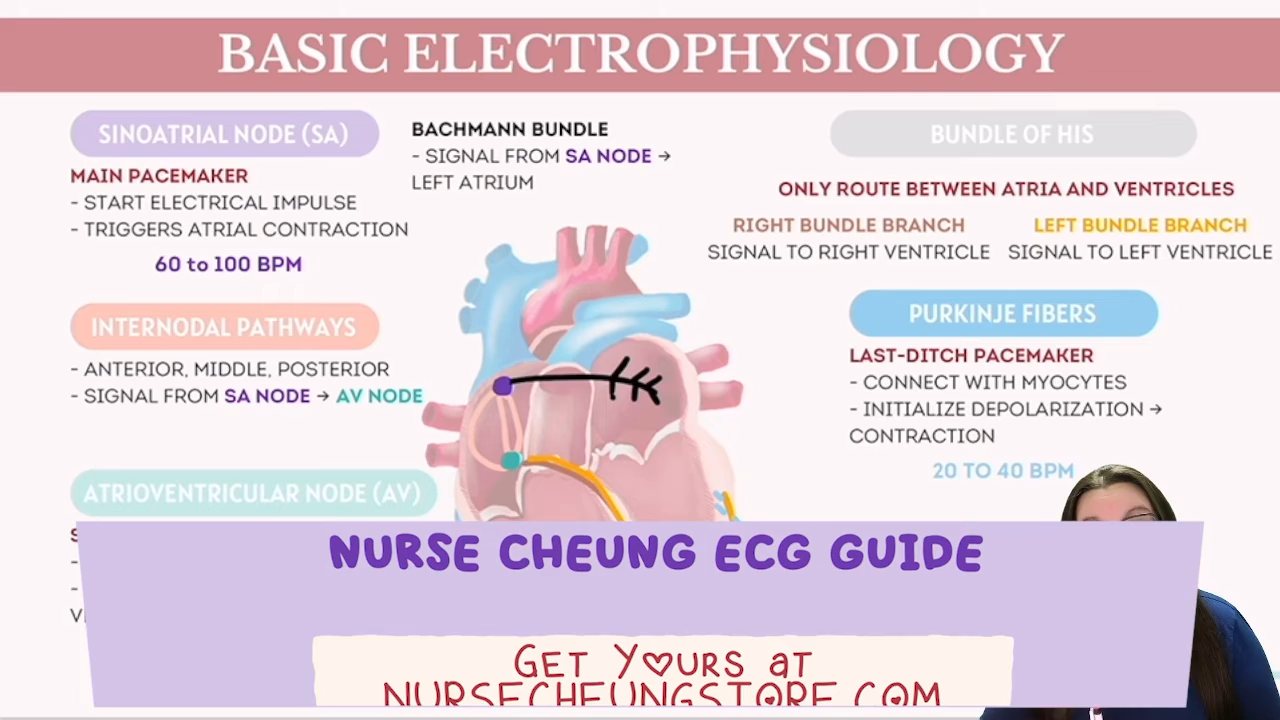 BASIC ELECTROPHYSIOLOGY
SINOATRIAL NODE (SA)
MAIN PACEMAKER
- START ELECTRICAL IMPULSE
- TRIGGERS ATRIAL CONTRACTION
60 to 100 BPM
BACHMANN BUNDLE
- SIGNAL FROM SA NODE →
LEFT ATRIUM
BUNDLE OF HIS
ONLY ROUTE BETWEEN ATRIA AND VENTRICLES
RIGHT BUNDLE BRANCH
SIGNAL TO RIGHT VENTRICLE
LEFT BUNDLE BRANCH
SIGNAL TO LEFT VENTRICLE
INTERNODAL PATHWAYS
- ANTERIOR, MIDDLE, POSTERIOR
- SIGNAL FROM SA NODE → AV NODE
PURKINJE FIBERS
LAST-DITCH PACEMAKER
- CONNECT WITH MYOCYTES
- INITIALIZE DEPOLARIZATION →
CONTRACTION
20 TO 40 BPM
ATRIOVENTRICULAR NODE (AV)
NURSE CHEUNG ECG GUIDE
GET YOURS at
NURSECHEUNGSTORE.COM